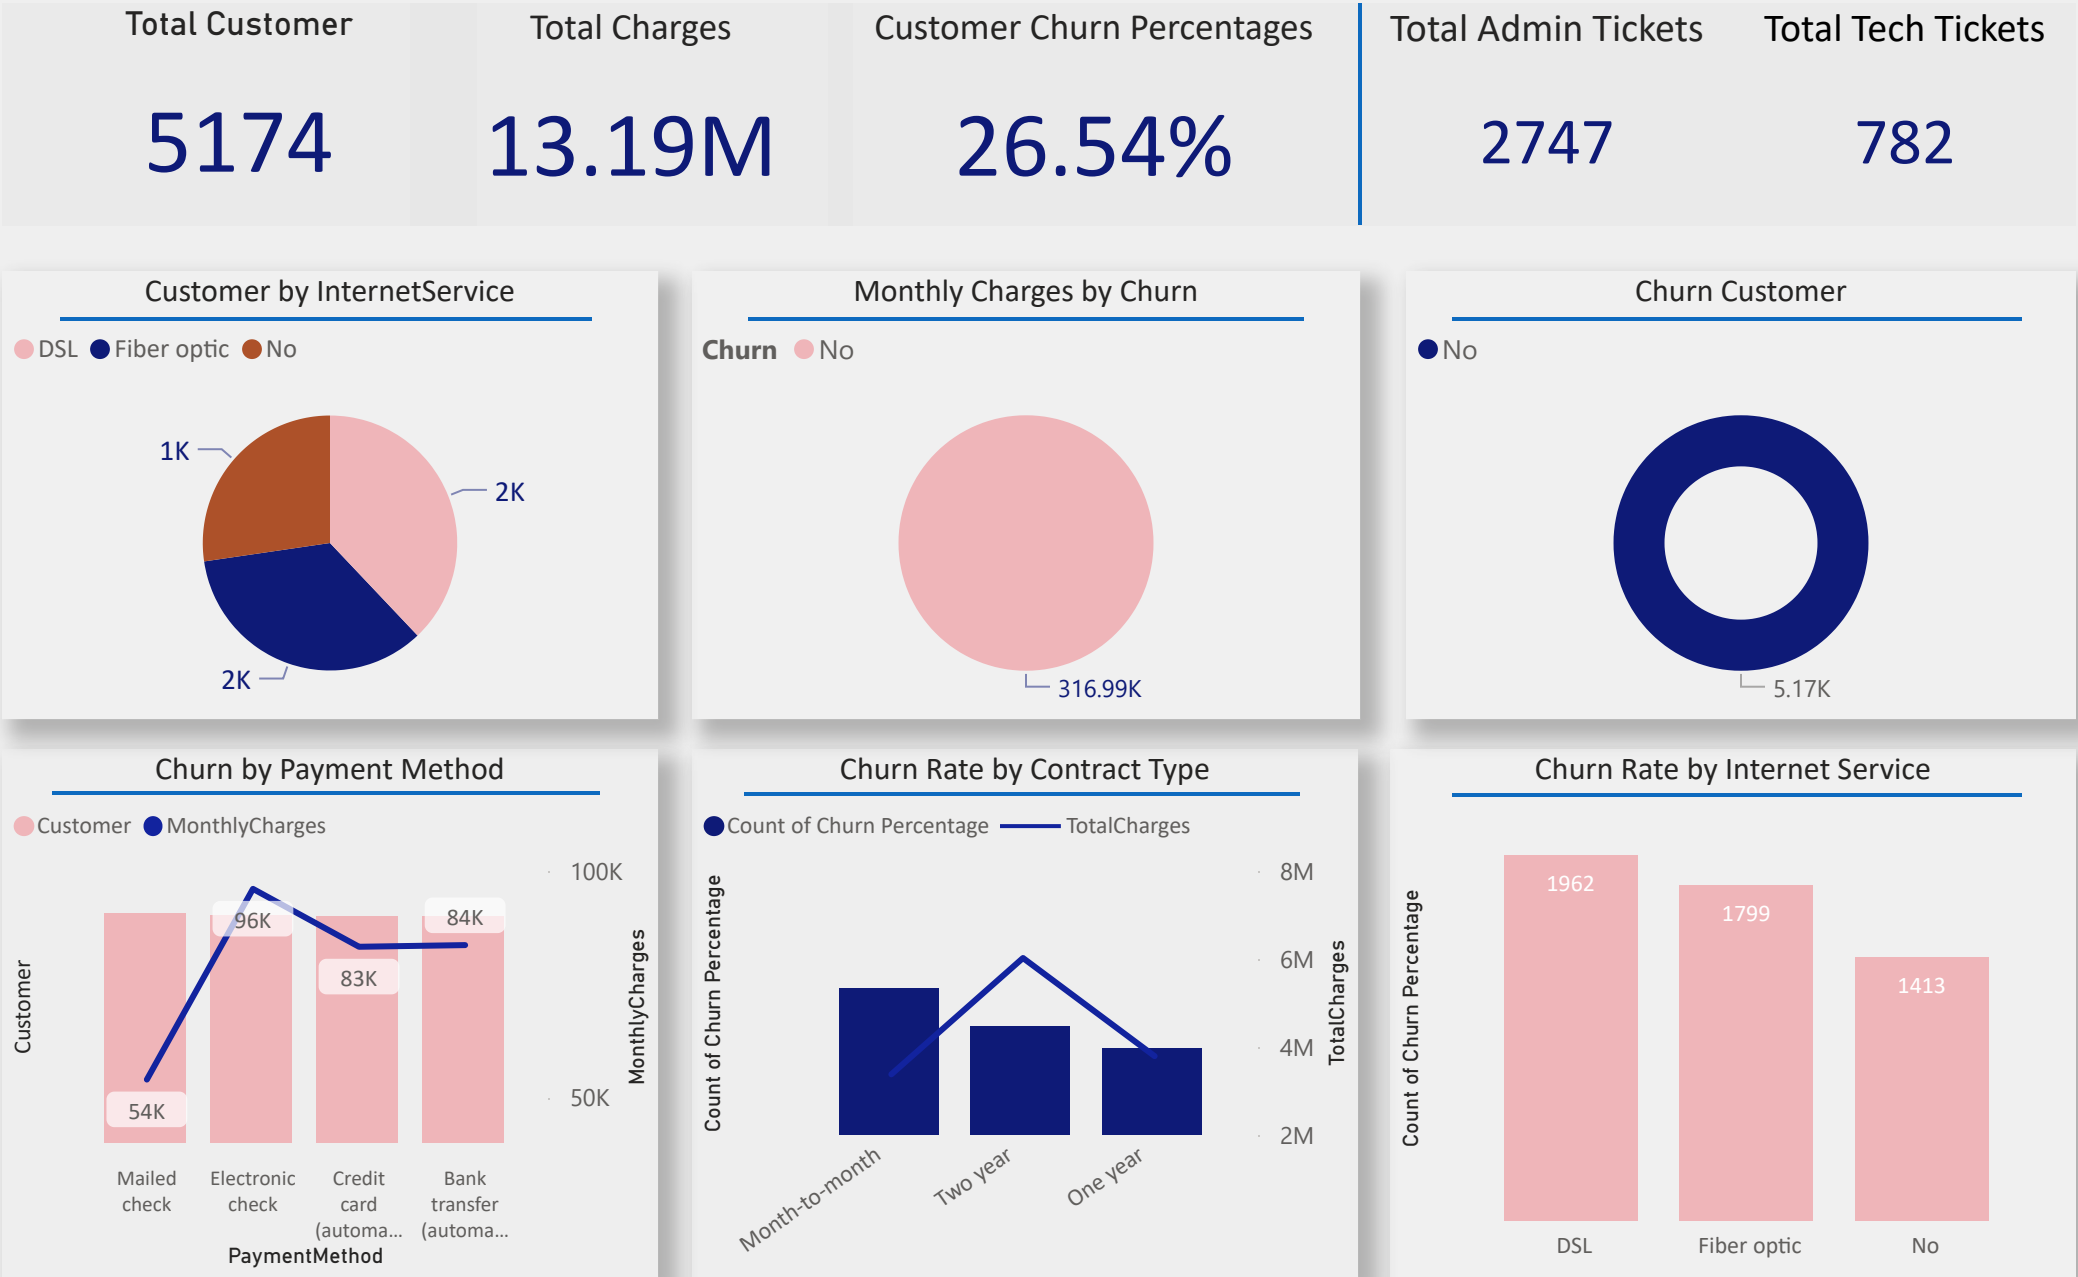 Total Customer
Total Charges
Customer Churn Percentages
Total Admin Tickets
Total Tech Tickets
5174
13.19M
26.54%
2747
782
Customer by InternetService
DSL Fiber optic No
1K
2K
2K
Monthly Charges by Churn
Churn No
316.99K
Churn Customer
No
5.17K
Churn by Payment Method
Customer MonthlyCharges
100K
50K
96K
84K
83K
54K
Customer
MonthlyCharges
Mailed
check
Electronic
check
Credit
card
(automa...
Bank
transfer
(automa...
PaymentMethod
Churn Rate by Contract Type
Count of Churn Percentage TotalCharges
8M
6M
4M
2M
Count of Churn Percentage
TotalCharges
Month-to-month
Two year
One year
Churn Rate by Internet Service
Count of Churn Percentage
1962
1799
1413
DSL
Fiber optic
No